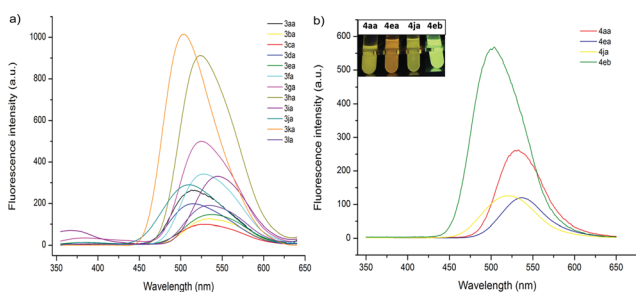 a)
Fluorescence intensity (a.u.)
1000
800
600
400
200
0
350 400 450 500 550 600 650
Wavelength (nm)
3aa
3ba
3ca
3da
3ea
3fa
3ga
3ha
3ia
3ja
3ka
3la
b)
Fluorescence intensity (a.u.)
600
500
400
300
200
100
0
350 400 450 500 550 600 650
Wavelength (nm)
4aa 4ea 4ja 4eb
4aa
4ea
4ja
4eb